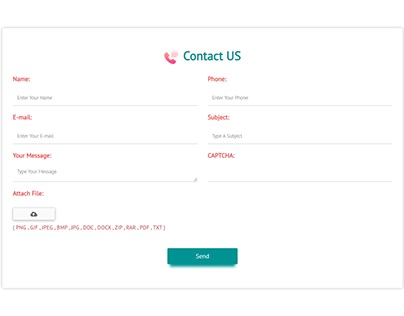 Contact US
Name:
Phone:
Enter Your Name
Enter Your Phone
E-mail:
Subject:
Enter Your E-mail
Type A Subject
Your Message:
CAPTCHA:
Type Your Message
Attach File:
(PNG,GIF,JPEG,BMP,JPG,DOC,DOCX,ZIP,RAR,PDF,TXT)
Send